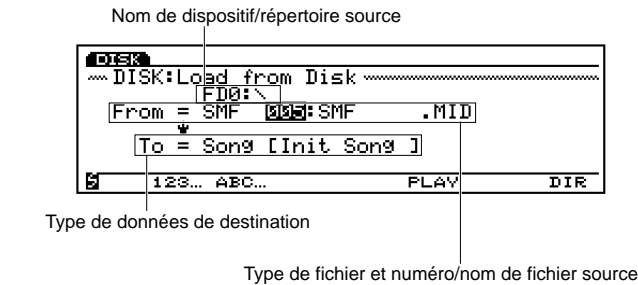 Nom de dispositif/répertoire source
DISK
DISK:Load from Disk
FD0:\
From = SMF 005:SMF .MID
To = Song [Init Song ]
123... ABC... PLAY DIR
Type de données de destination
Type de fichier et numéro/nom de fichier source